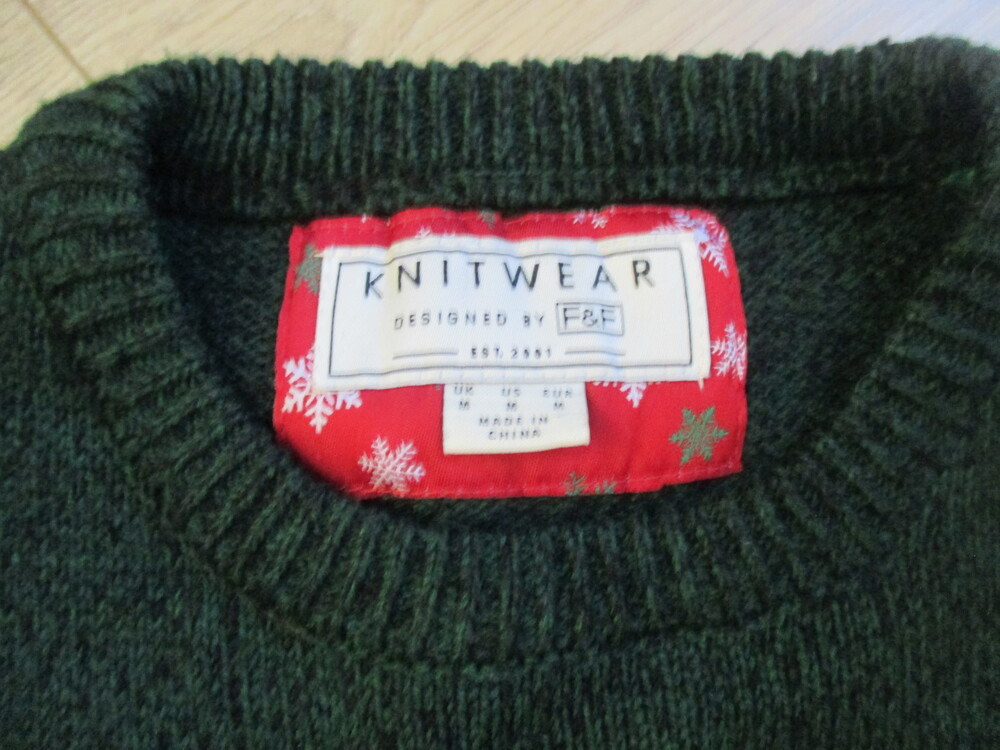 KNITWEAR
DESIGNED BY F&F
EST. 2001
UK US EUR
M M M
MADE IN
CHINA